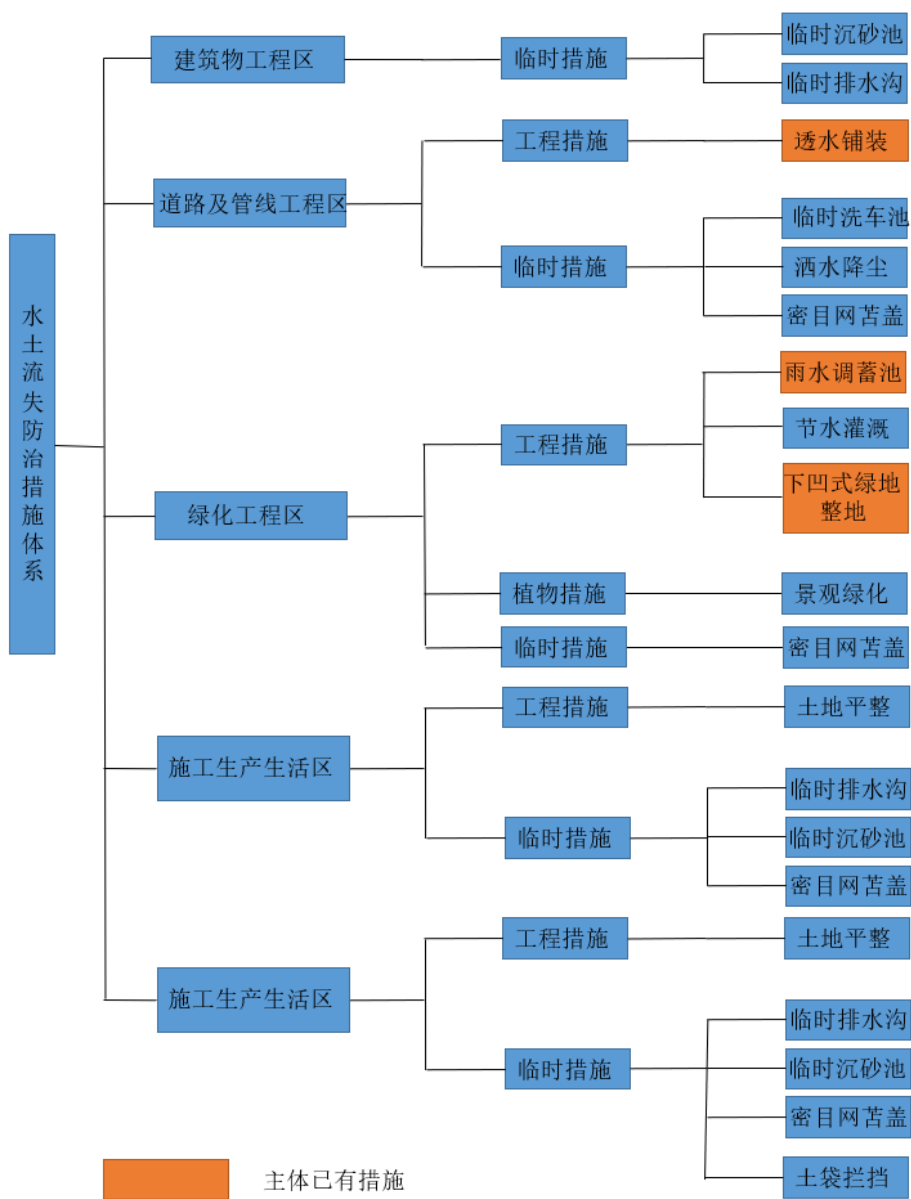 水土流失防治措施体系
建筑物工程区
临时措施
临时沉砂池
临时排水沟
道路及管线工程区
工程措施
透水铺装
临时措施
临时洗车池
洒水降尘
密目网苫盖
绿化工程区
工程措施
雨水调蓄池
节水灌溉
下凹式绿地
整地
植物措施
景观绿化
临时措施
密目网苫盖
施工生产生活区
工程措施
土地平整
临时措施
临时排水沟
临时沉砂池
密目网苫盖
施工生产生活区
工程措施
土地平整
临时措施
临时排水沟
临时沉砂池
密目网苫盖
土袋拦挡
主体已有措施